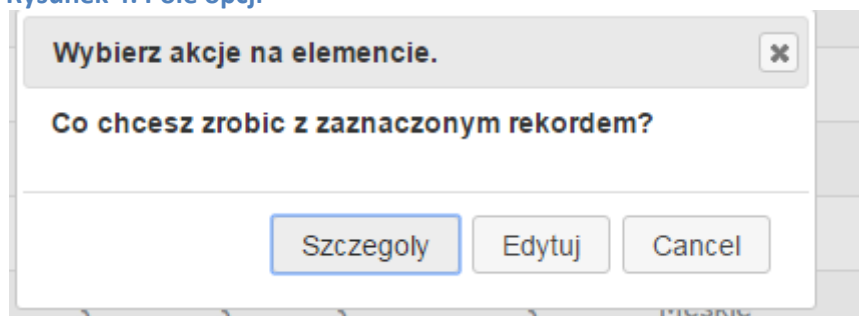 Wybierz akcje na elemencie.
Co chcesz zrobic z zaznaczonym rekordem?
Szczegoly Edytuj Cancel